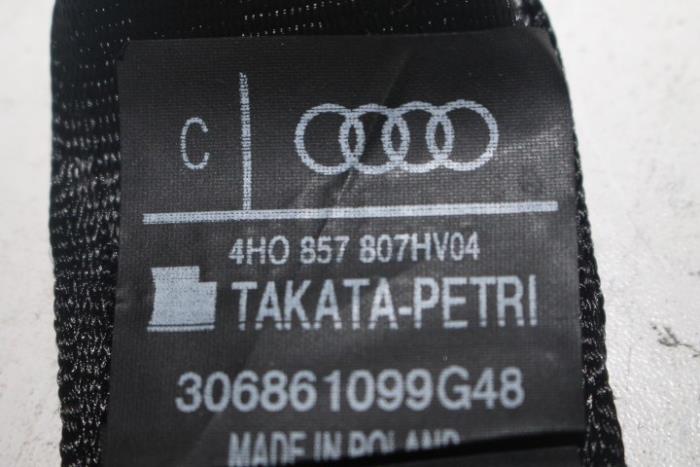 C
4H0 857 807HV04
TAKATA-PETRI
306861099G48
MADE IN POLAND